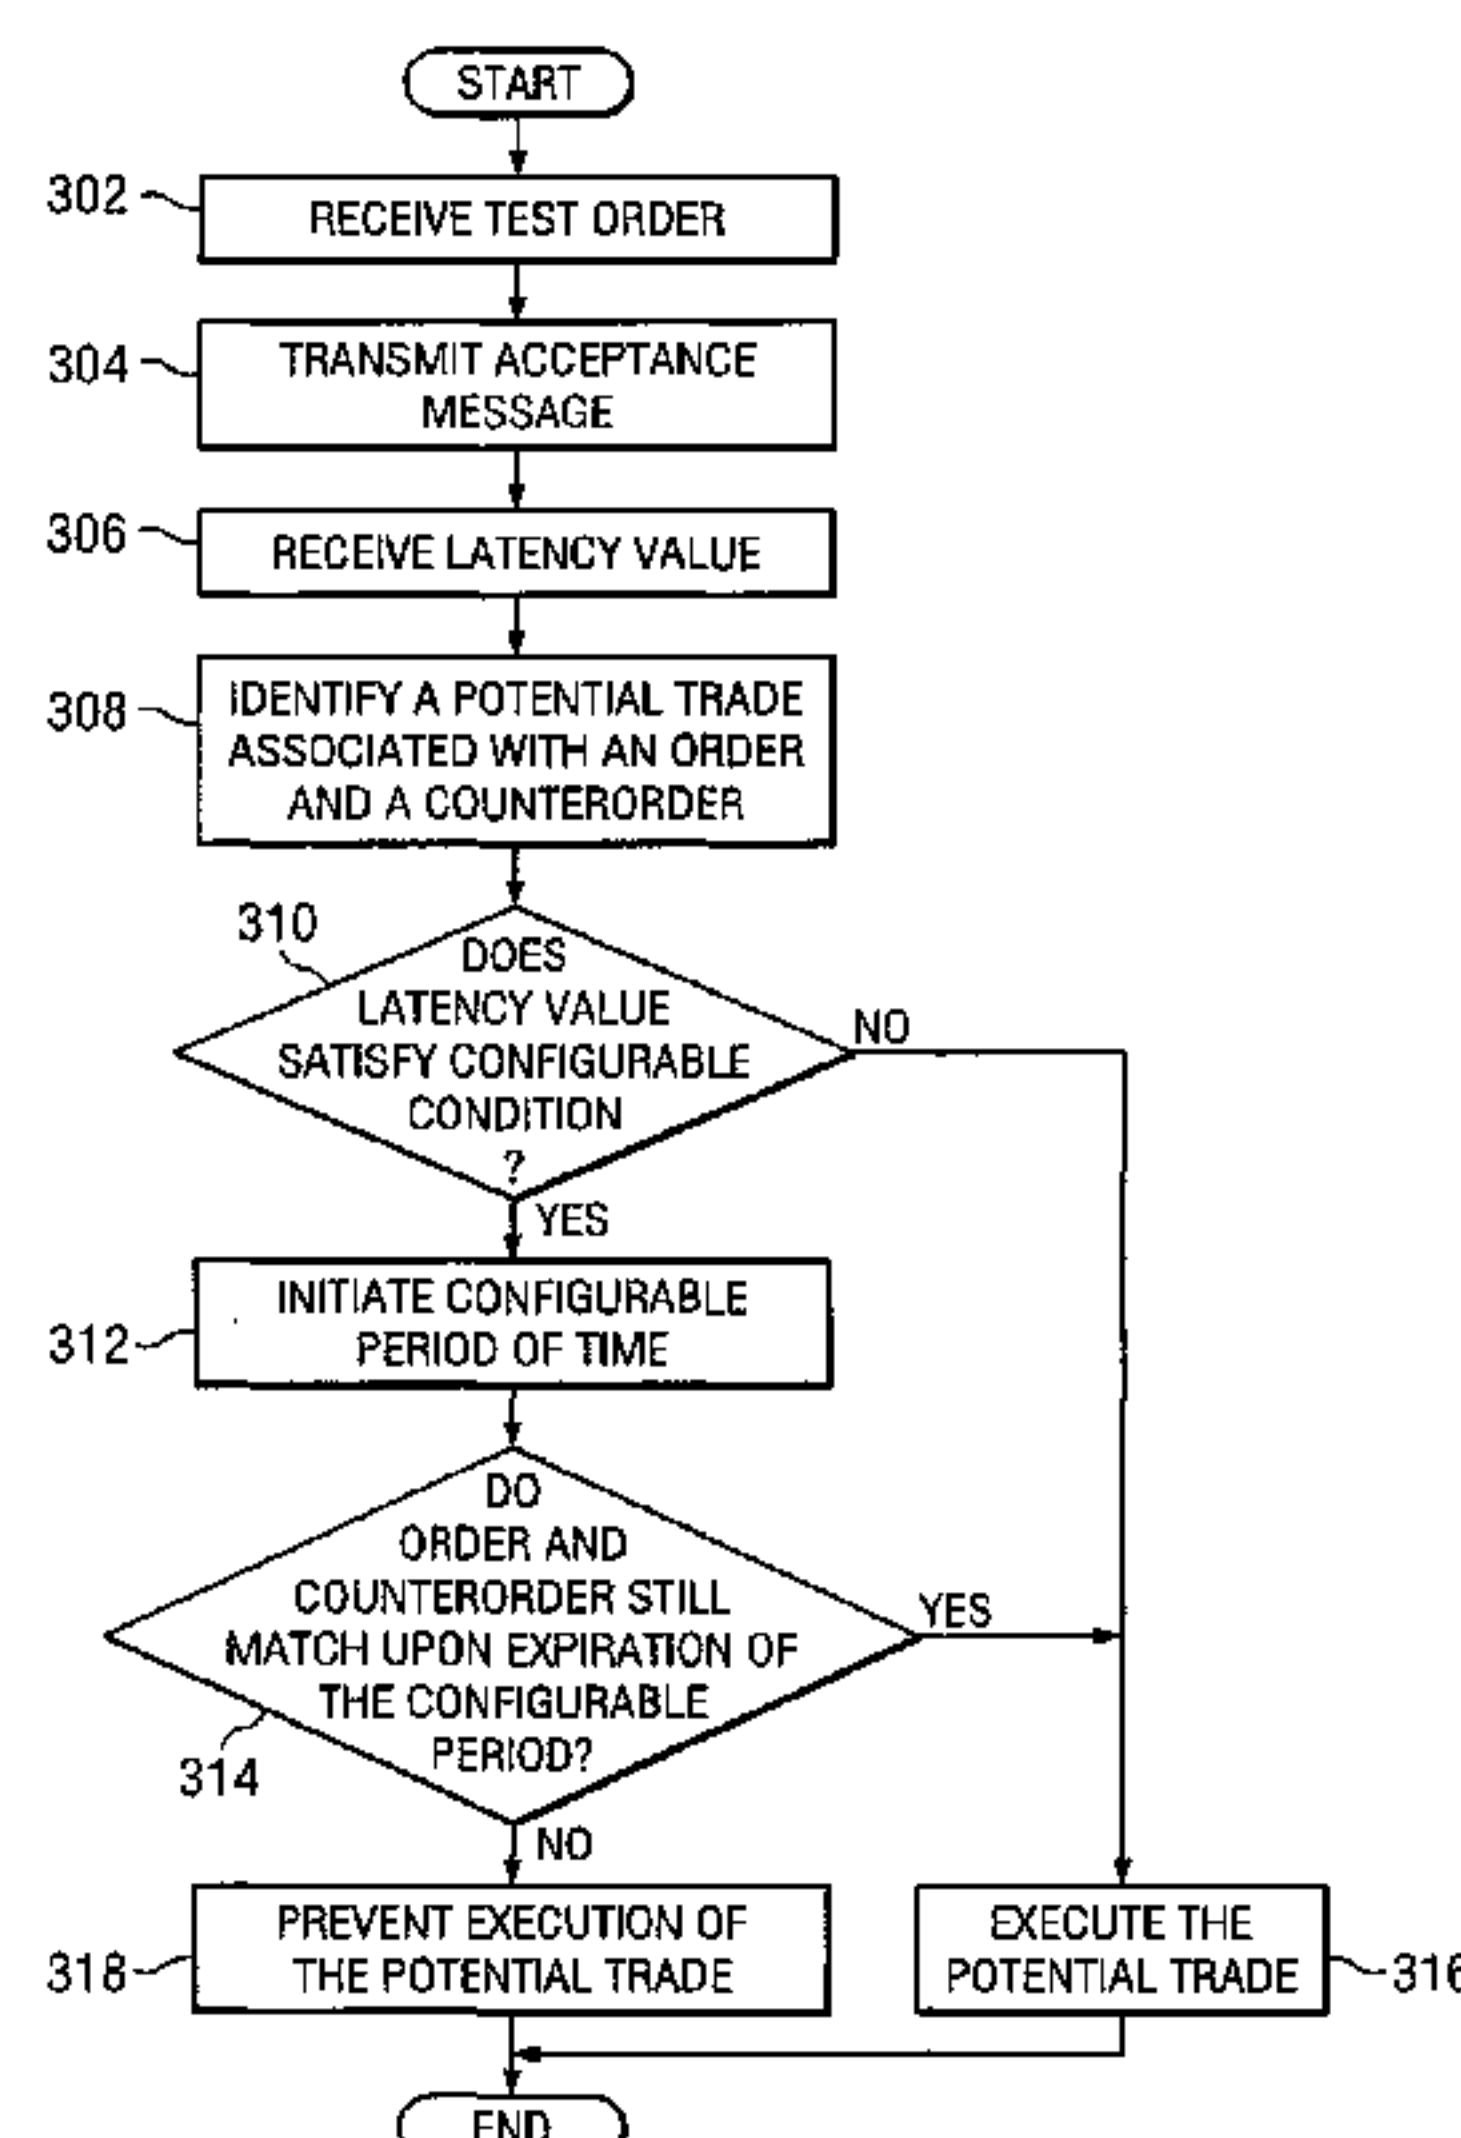 START
302
RECEIVE TEST ORDER
304
TRANSMIT ACCEPTANCE
MESSAGE
306
RECEIVE LATENCY VALUE
308
IDENTIFY A POTENTIAL TRADE
ASSOCIATED WITH AN ORDER
AND A COUNTERORDER
310
DOES
LATENCY VALUE
SATISFY CONFIGURABLE
CONDITION
?
NO
YES
312
INITIATE CONFIGURABLE
PERIOD OF TIME
DO
ORDER AND
COUNTERORDER STILL
MATCH UPON EXPIRATION OF
THE CONFIGURABLE
PERIOD?
YES
314
NO
318
PREVENT EXECUTION OF
THE POTENTIAL TRADE
EXECUTE THE
POTENTIAL TRADE
316
END